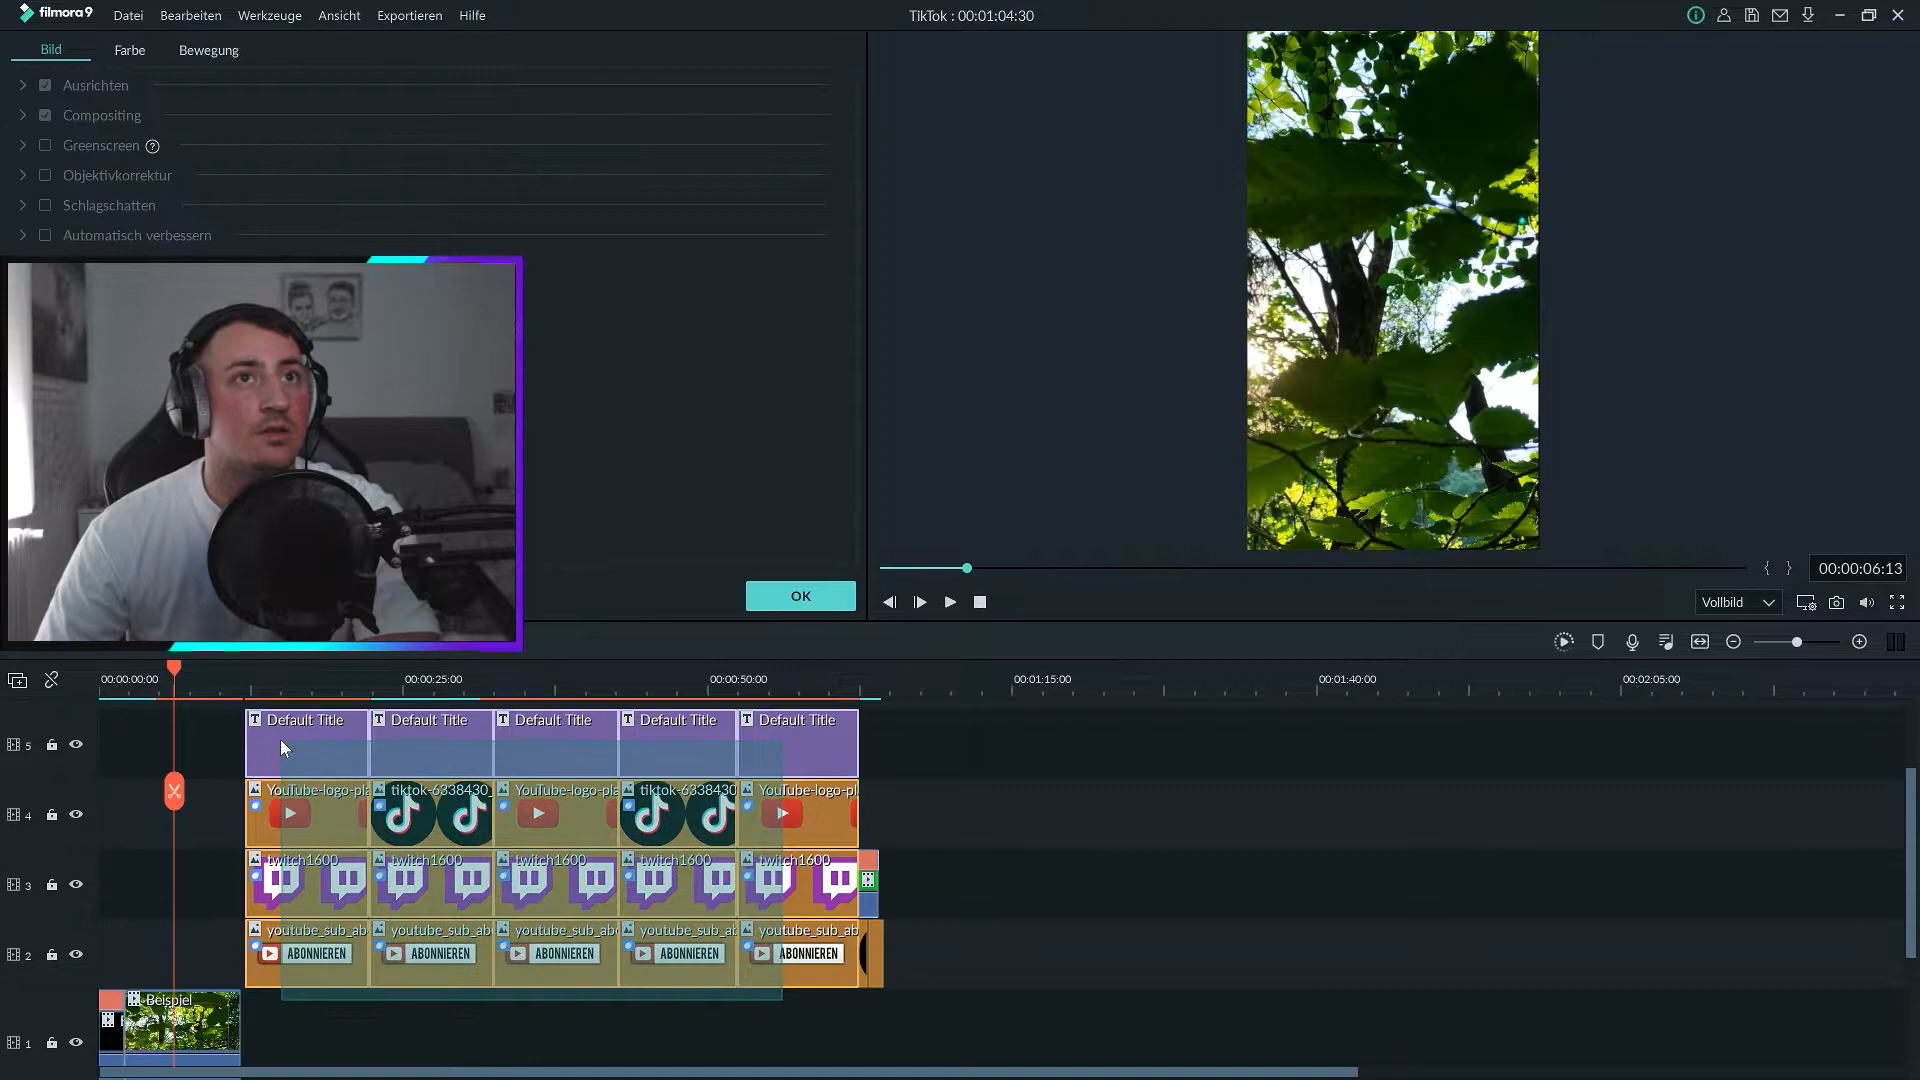 filmora9
Datei Bearbeiten Werkzeuge Ansicht Exportieren Hilfe
TikTok : 00:01:04:30
Bild Farbe Bewegung
Ausrichten
Compositing
Greenscreen ?
Objektivkorrektur
Schlagschatten
Automatisch verbessern
OK
{ } 00:00:06:13
Vollbild
00:00:00:00 00:00:25:00 00:00:50:00 00:01:15:00 00:01:40:00 00:02:05:00
5 T Default Title T Default Title T Default Title T Default Title T Default Title
4 YouTube-logo-pla tiktok-6338430_ YouTube-logo-pla tiktok-6338430 YouTube-logo-pl
3 twitch1600 twitch1600 twitch1600 twitch1600 twitch1600
2 youtube_sub_ab youtube_sub_ab youtube_sub_ab youtube_sub_ab youtube_sub_ab
ABONNIEREN ABONNIEREN ABONNIEREN ABONNIEREN ABONNIEREN
Beispiel
1